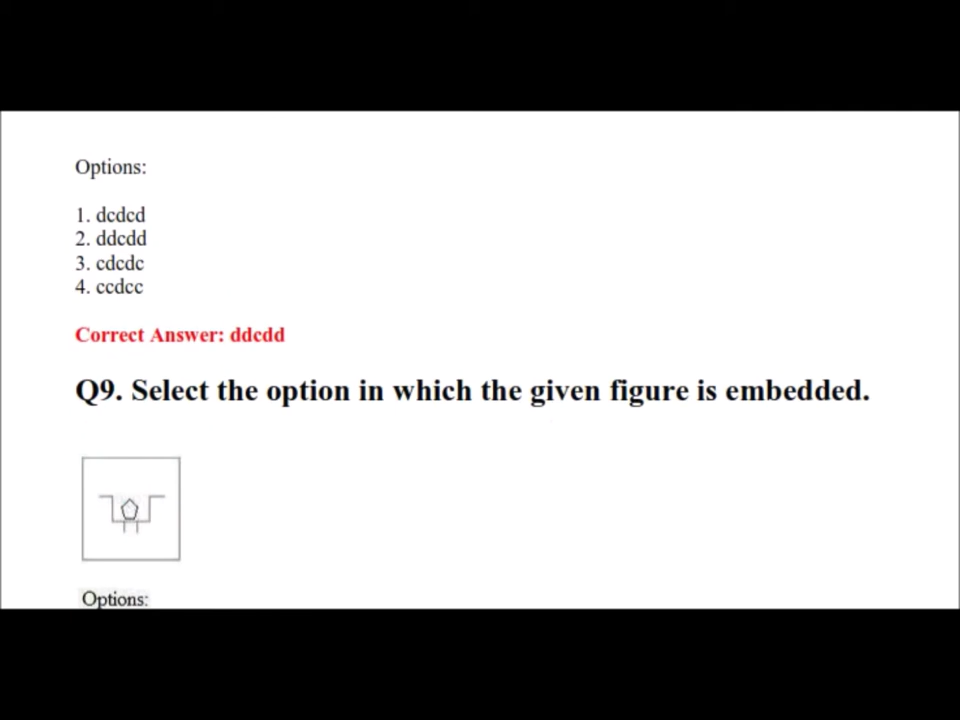 Options:
1. dcdcd
2. ddcdd
3. cdcdc
4. ccdcc
Correct Answer: ddcdd
Q9. Select the option in which the given figure is embedded.
Options: